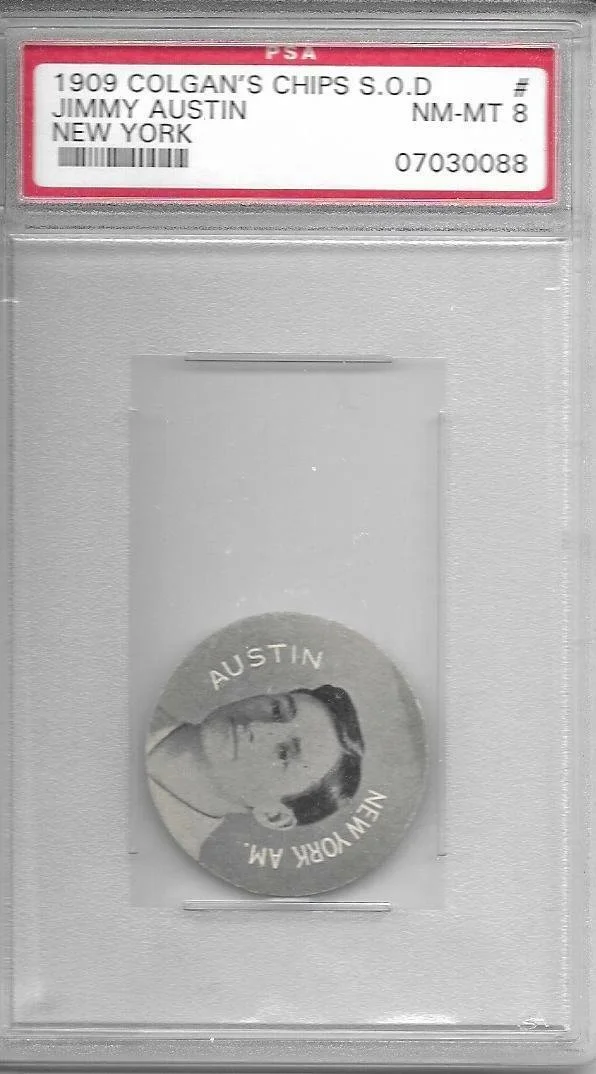 PSA
1909 COLGAN'S CHIPS S.O.D #
JIMMY AUSTIN NM-MT 8
NEW YORK
07030088
AUSTIN
NEW YORK AM.